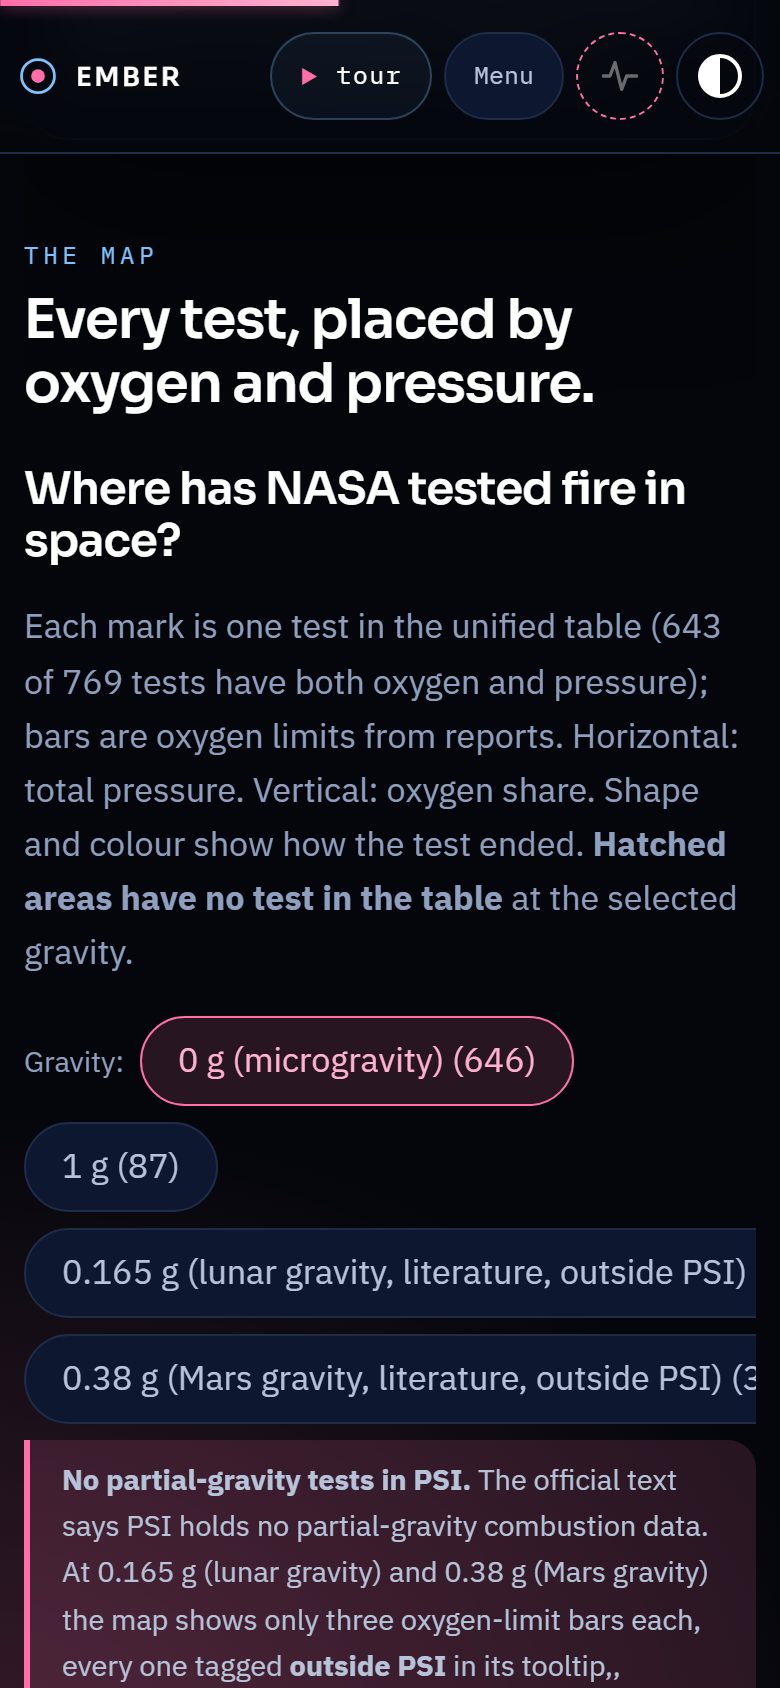 EMBER
tour
Menu
THE MAP
Every test, placed by
oxygen and pressure.
Where has NASA tested fire in
space?
Each mark is one test in the unified table (643
of 769 tests have both oxygen and pressure);
bars are oxygen limits from reports. Horizontal:
total pressure. Vertical: oxygen share. Shape
and colour show how the test ended. Hatched
areas have no test in the table at the selected
gravity.
Gravity:
0 g (microgravity) (646)
1 g (87)
0.165 g (lunar gravity, literature, outside PSI)
0.38 g (Mars gravity, literature, outside PSI) (3
No partial-gravity tests in PSI. The official text
says PSI holds no partial-gravity combustion data.
At 0.165 g (lunar gravity) and 0.38 g (Mars gravity)
the map shows only three oxygen-limit bars each,
every one tagged outside PSI in its tooltip,,